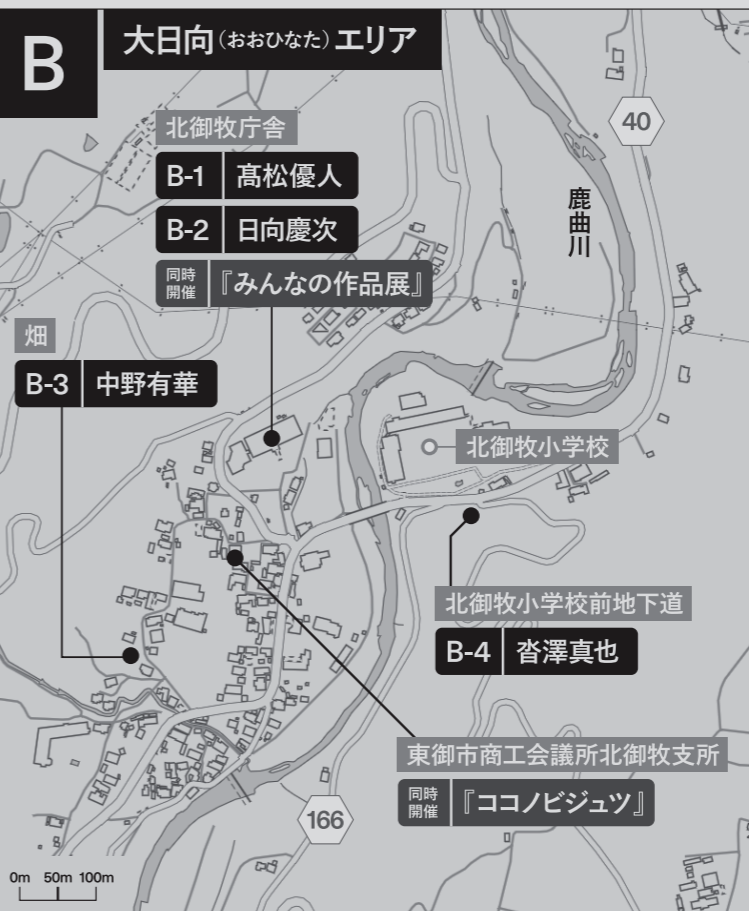 B
大日向（おおひなた）エリア
北御牧庁舎
B-1 髙松優人
B-2 日向慶次
同時開催 『みんなの作品展』
40
鹿曲川
畑
B-3 中野有華
北御牧小学校
北御牧小学校前地下道
B-4 沓澤真也
東御市商工会議所北御牧支所
同時開催 『ココノビジュツ』
166
0m 50m 100m